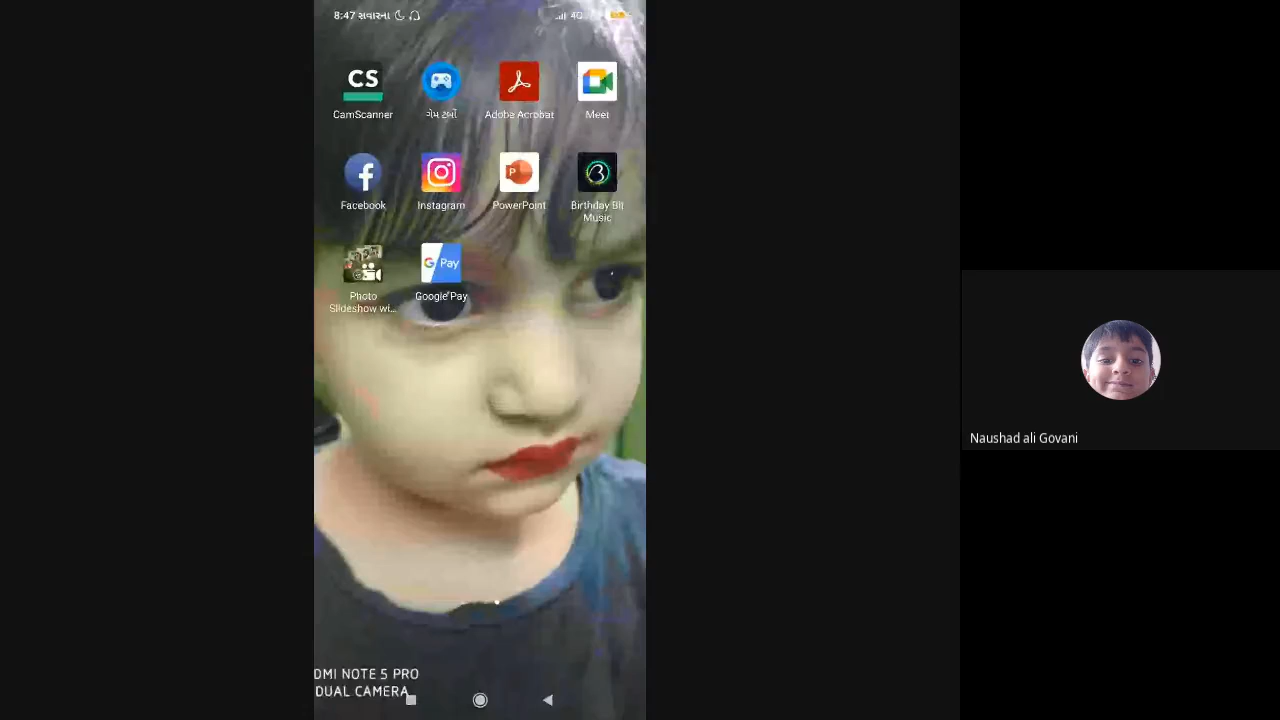 8:47 સવારના
4G
CS
CamScanner
ગેમ ટર્બો
Adobe Acrobat
Meet
Facebook
Instagram
P
PowerPoint
B
Birthday Bit
Music
Photo
Slideshow wi...
G Pay
Google Pay
Naushad ali Govani
DMI NOTE 5 PRO
DUAL CAMERA